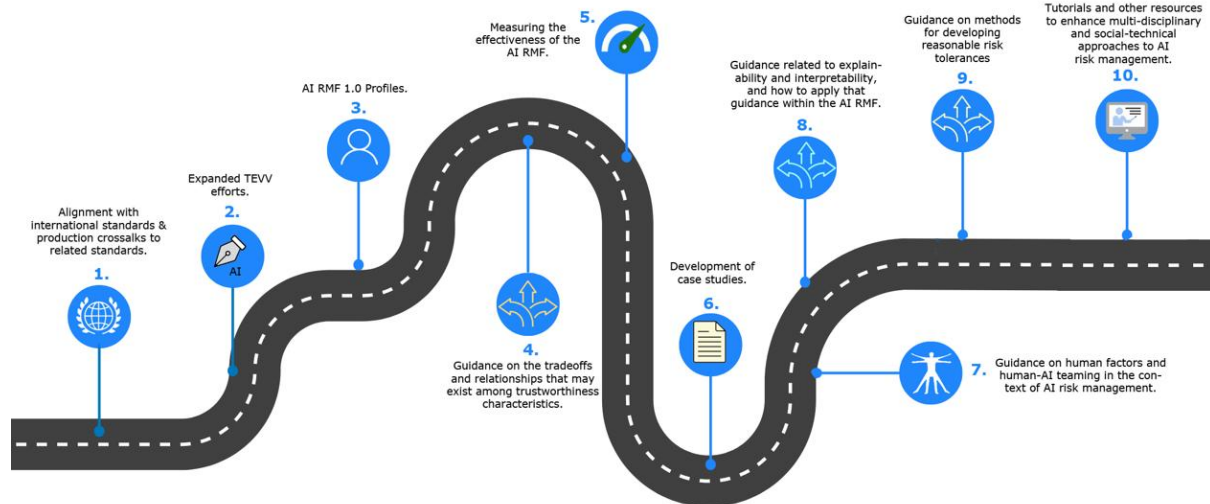 1.
Alignment with
international standards &
production crossalks to
related standards.
2.
Expanded TEVV
efforts.
AI
3.
AI RMF 1.0 Profiles.
4.
Guidance on the tradeoffs
and relationships that may
exist among trustworthiness
characteristics.
5.
Measuring the
effectiveness of the
AI RMF.
6.
Development of
case studies.
7.
Guidance on human factors and
human-AI teaming in the con-
text of AI risk management.
8.
Guidance related to explain-
ability and interpretability,
and how to apply that
guidance within the AI RMF.
9.
Guidance on methods
for developing
reasonable risk
tolerances
10.
Tutorials and other resources
to enhance multi-disciplinary
and social-technical
approaches to AI
risk management.